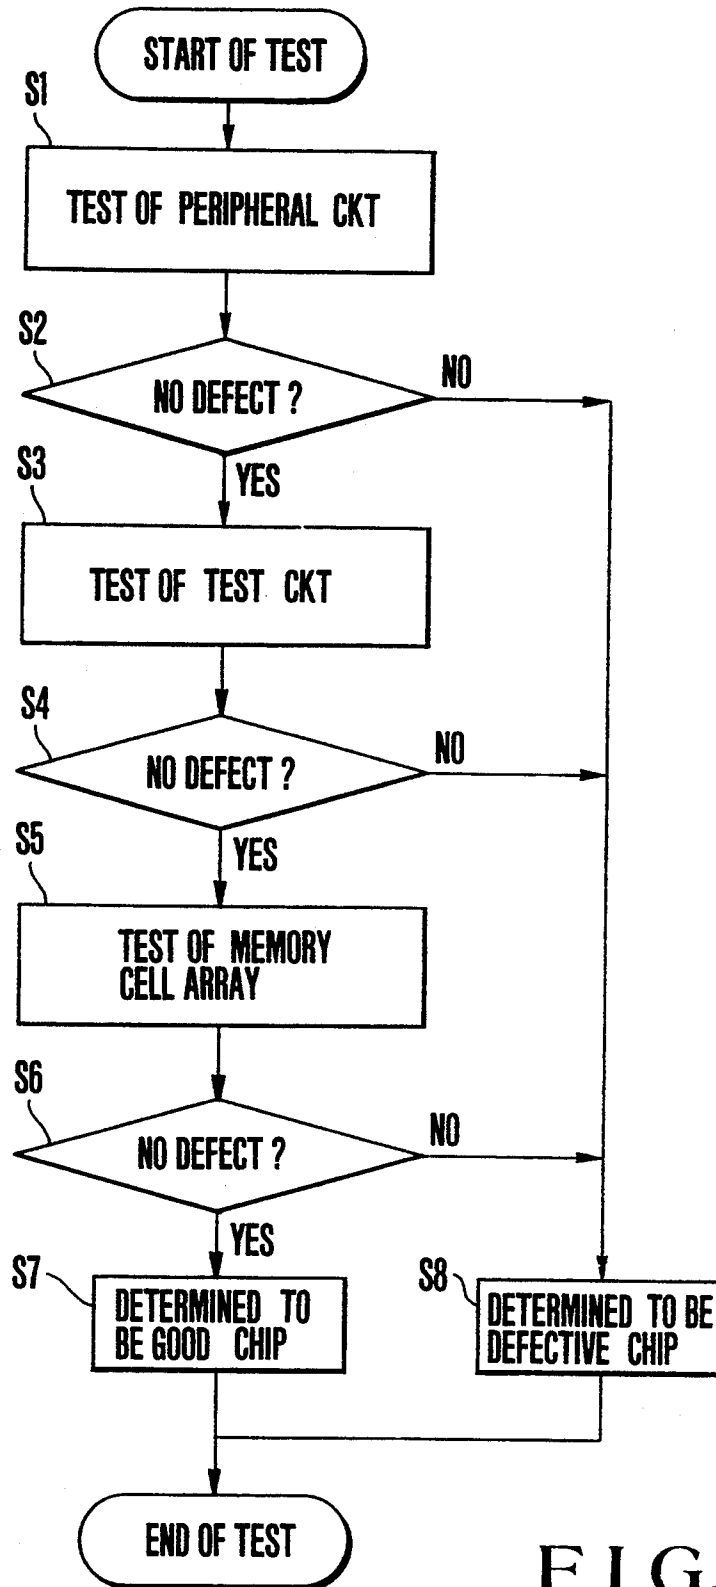 START OF TEST
S1
TEST OF PERIPHERAL CKT
S2
NO DEFECT ?
NO
YES
S3
TEST OF TEST CKT
S4
NO DEFECT ?
NO
YES
S5
TEST OF MEMORY
CELL ARRAY
S6
NO DEFECT ?
NO
YES
S7
DETERMINED TO
BE GOOD CHIP
S8
DETERMINED TO BE
DEFECTIVE CHIP
END OF TEST
FIG